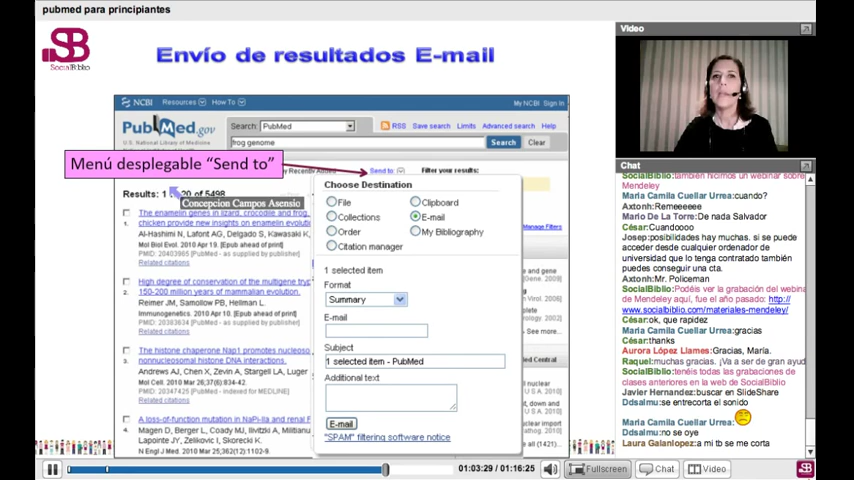 pubmed para principiantes
SB
SocialBiblio
Envío de resultados E-mail
NCBI Resources How To My NCBI Sign In
PubMed.gov
U.S. National Library of Medicine
Search: PubMed
RSS Save search Limits Advanced search Help
frog genome
Search Clear
Menú desplegable “Send to”
Send to:
Filter your results:
Results: 1
20 of 5498
Concepcion Campos Asensio
Choose Destination
File
Clipboard
Collections
E-mail
Order
My Bibliography
Citation manager
Manage Filters
1 selected item
Format
Summary
E-mail
Subject
1 selected item - PubMed
Additional text
E-mail
"SPAM" filtering software notice
1.
The enamelin genes in lizard, crocodile and frog,
chicken provide new insights on enamelin evoluti
Al-Hashimi N, Lafont AG, Delgado S, Kawasaki K,
Mol Biol Evol. 2010 Apr 19. [Epub ahead of print]
PMID: 20403965 [PubMed - as supplied by publisher]
Related citations
2.
High degree of conservation of the multigene tryp
150-200 million years of mammalian evolution.
Reimer JM, Samollow PB, Hellman L.
Immunogenetics. 2010 Apr 10. [Epub ahead of print]
PMID: 20383634 [PubMed - as supplied by publisher]
Related citations
3.
The histone chaperone Nap1 promotes nucleoso
nonnucleosomal histone DNA interactions.
Andrews AJ, Chen X, Zevin A, Stargell LA, Luger
Mol Cell. 2010 Mar 26;37(6):834-42.
PMID: 20347425 [PubMed - indexed for MEDLINE]
Related citations
4.
A loss-of-function mutation in NaPi-IIa and renal F
Magen D, Berger L, Coady MJ, Ilivitzki A, Militianu
Lapointe JY, Zelikovic I, Skorecki K.
N Engl J Med. 2010 Mar 25;362(12):1102-9.
See more...
Video
Chat
SocialBiblio:también hicimos un webinar sobre
Mendeley
Maria Camila Cuellar Urrea:cuando?
Axtonh:Remeeeeee
Mario De La Torre:De nada Salvador
César:Cuandoooo
Josep:posibilidades hay muchas. si se puede
acceder desde cualquier ordenador de
universidad que lo tenga contratado también
puedes conseguir una cta.
Axtonh:Mr. Policeman
SocialBiblio:Podéis ver la grabación del webina
de Mendeley aquí, fue el año pasado: http://
www.socialbiblio.com/materiales-mendeley/
César:ok, que rapidez
Maria Camila Cuellar Urrea:gracias
César:thanks
Aurora López Llames:Gracias, María.
Raquel:muchas gracias. ¡Va a ser de gran ayud
SocialBiblio:tenéis todas las grabaciones de
clases anteriores en la web de SocialBiblio
Javier Hernandez:buscar en SlideShare
Ddsalmu:se entrecorta el sonido
Maria Camila Cuellar Urrea:
Ddsalmu:no se oye
Laura Galanlopez:a mi tb se me corta
01:03:29 / 01:16:25
Fullscreen Chat Video